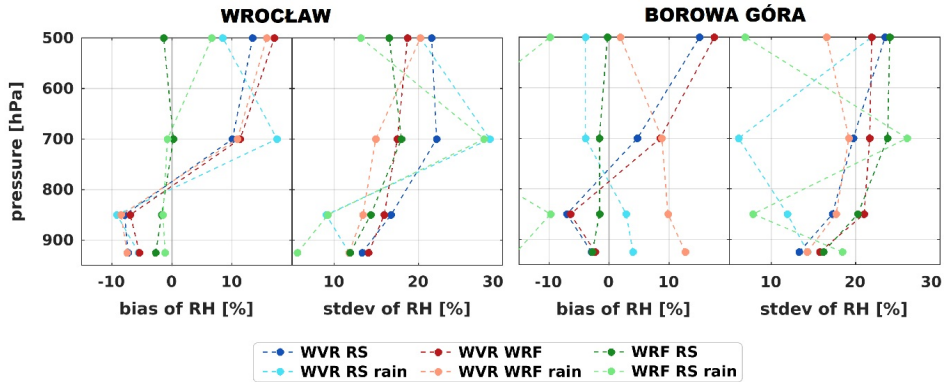 WROCŁAW
BOROWA GÓRA
500
600
700
800
900
pressure [hPa]
-10 0 10
bias of RH [%]
10 20 30
stdev of RH [%]
-10 0 10
bias of RH [%]
10 20 30
stdev of RH [%]
WVR RS WVR WRF WRF RS
WVR RS rain WVR WRF rain WRF RS rain